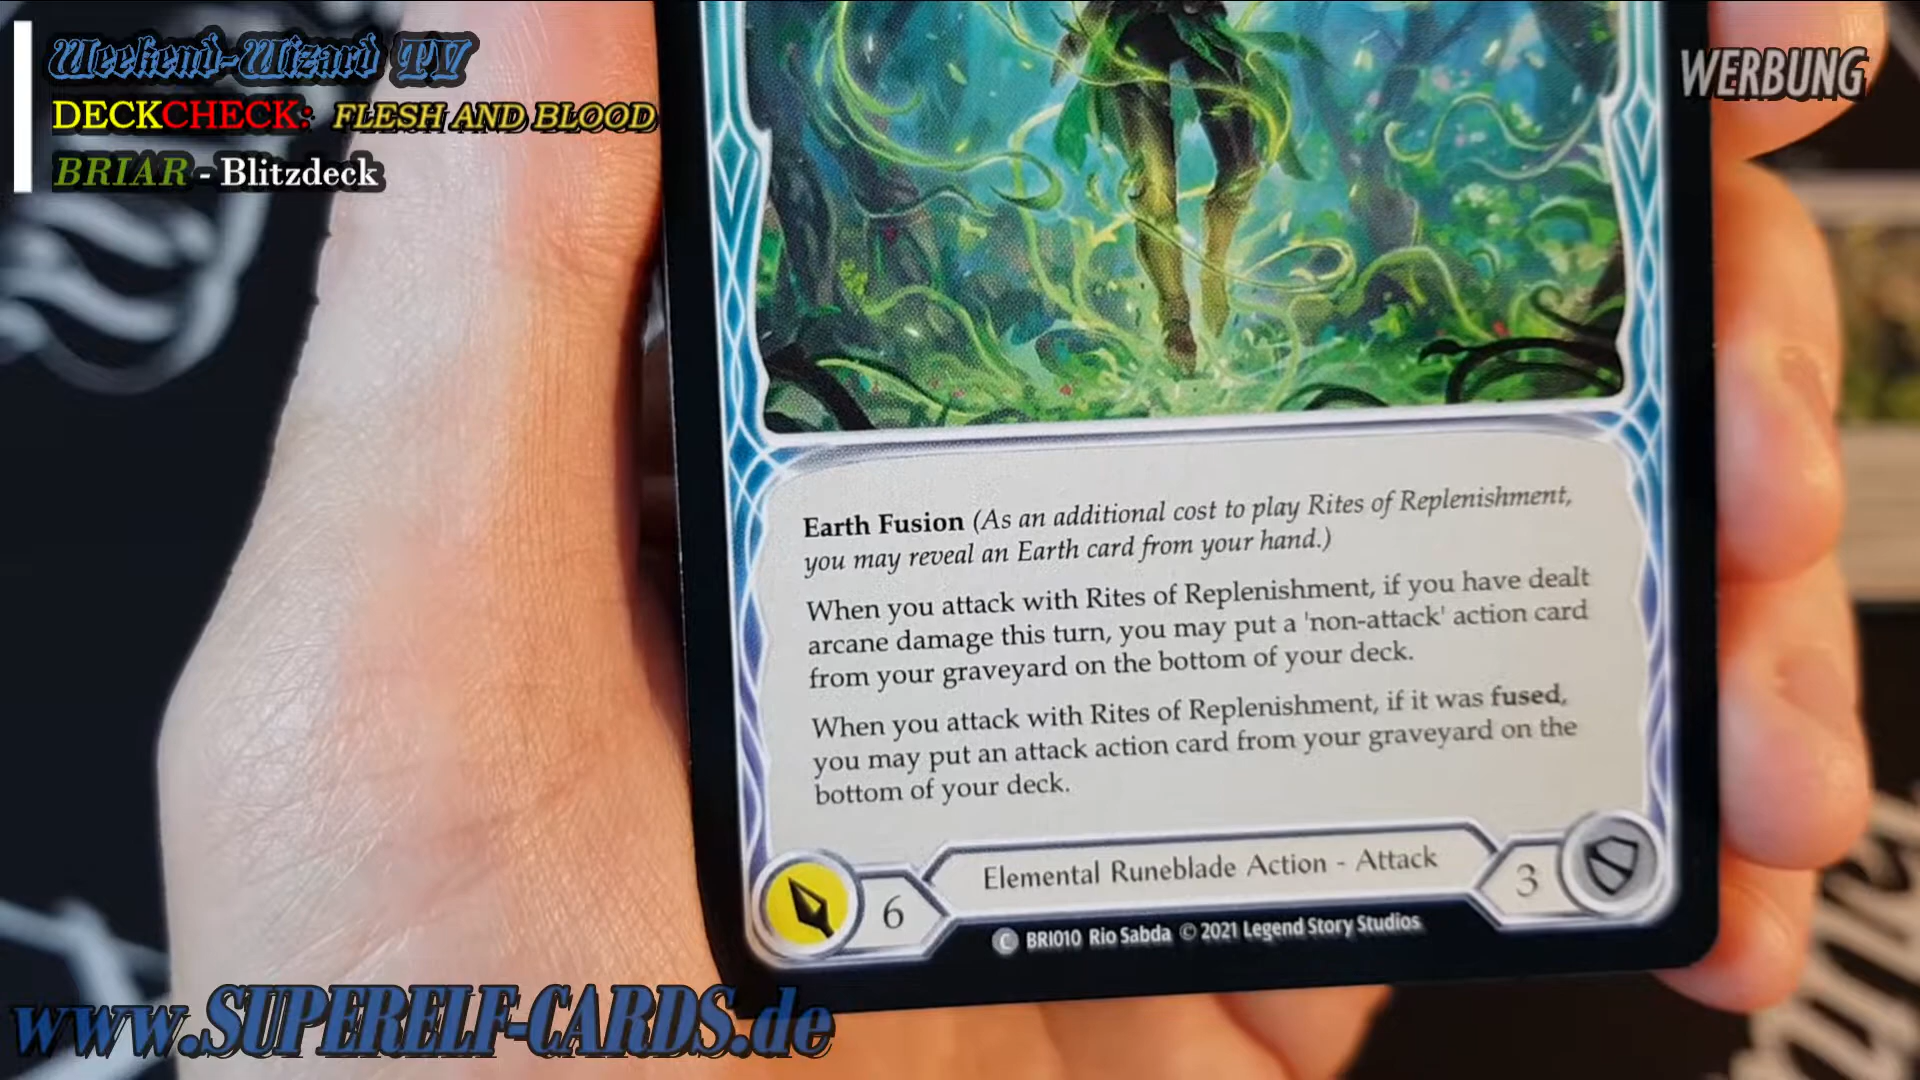 Weekend-Wizard TV
WERBUNG
DECKCHECK: FLESH AND BLOOD
BRIAR - Blitzdeck
Earth Fusion (As an additional cost to play Rites of Replenishment,
you may reveal an Earth card from your hand.)
When you attack with Rites of Replenishment, if you have dealt
arcane damage this turn, you may put a 'non-attack' action card
from your graveyard on the bottom of your deck.
When you attack with Rites of Replenishment, if it was fused,
you may put an attack action card from your graveyard on the
bottom of your deck.
6
Elemental Runeblade Action - Attack
3
C BRI010 Rio Sabda © 2021 Legend Story Studios
www.SUPERELF-CARDS.de